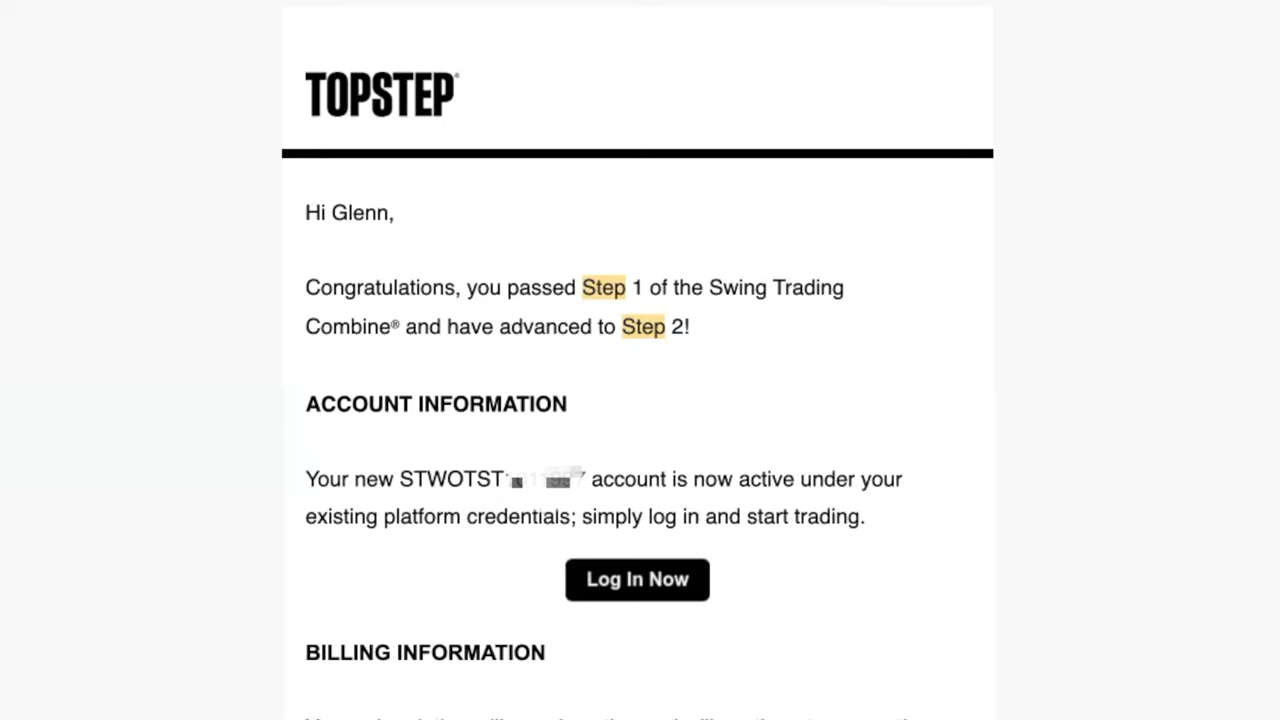 TOPSTEP®
Hi Glenn,
Congratulations, you passed Step 1 of the Swing Trading
Combine® and have advanced to Step 2!
ACCOUNT INFORMATION
Your new account is now active under your
existing platform credentials; simply log in and start trading.
Log In Now
BILLING INFORMATION